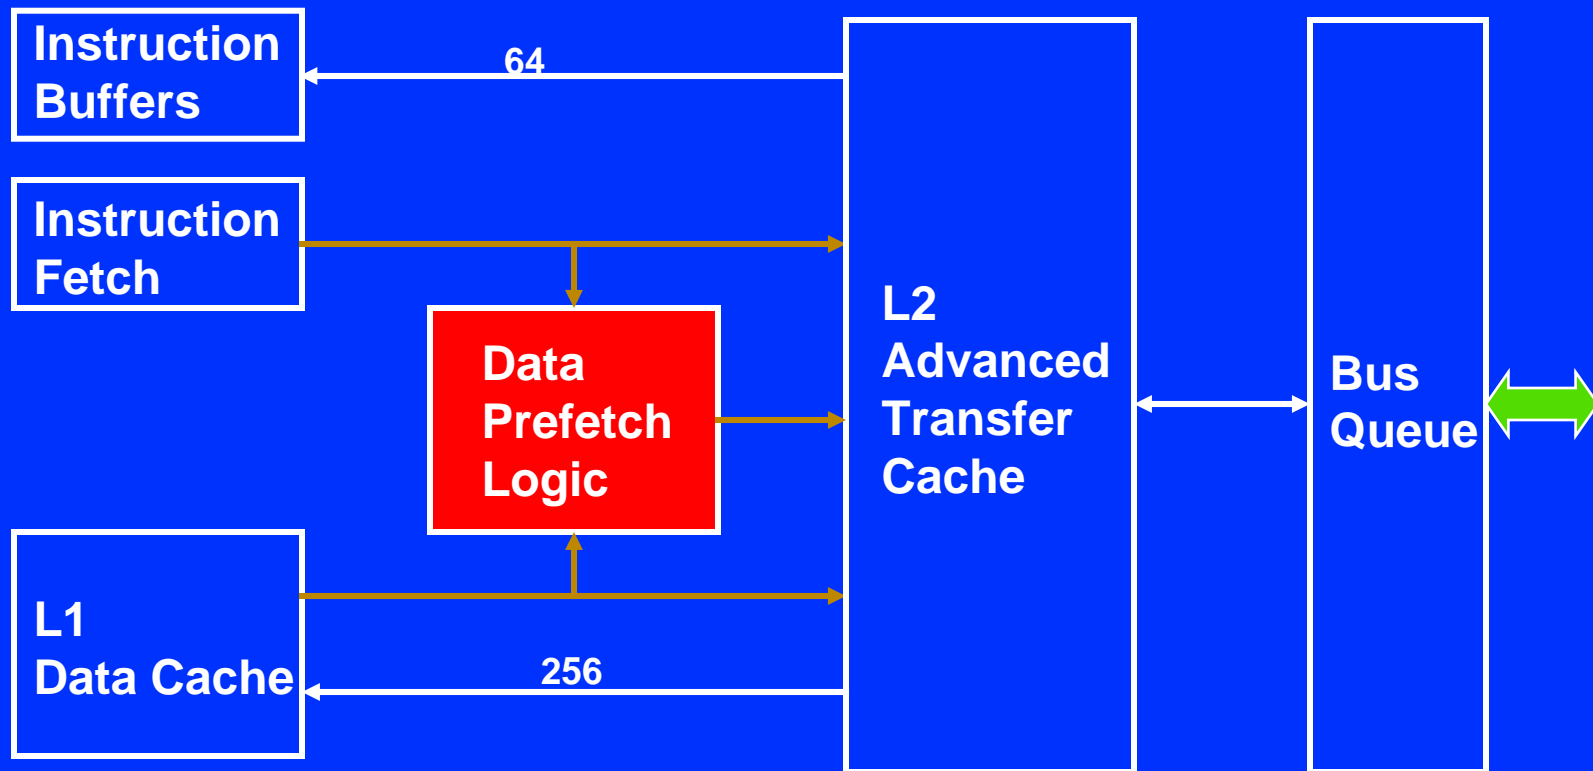 Instruction
Buffers
64
Instruction
Fetch
Data
Prefetch
Logic
L2
Advanced
Transfer
Cache
Bus
Queue
L1
Data Cache
256